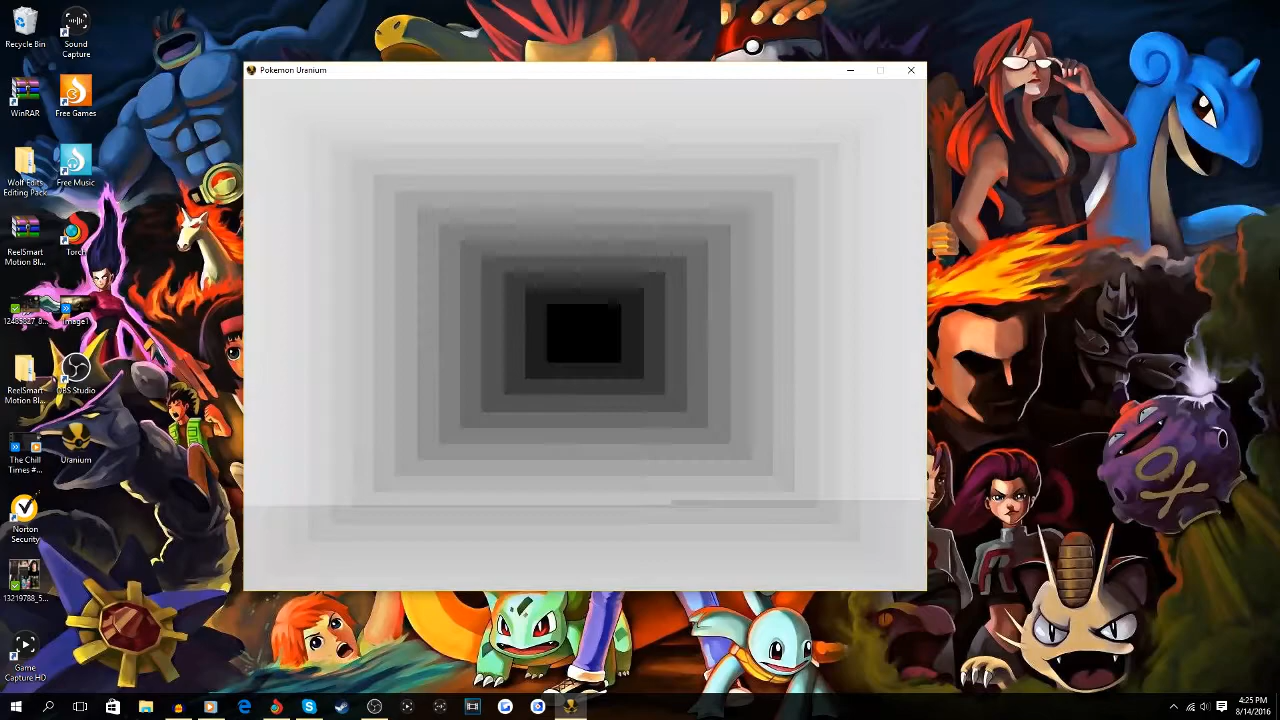 Recycle Bin
Sound
Capture
Pokemon Uranium
WinRAR
Free Games
Wolf Edits
Editing Pack
Free Music
ReelSmart
Motion Bl...
Torch
12485827_8...
Image1
ReelSmart
Motion Bl...
OBS Studio
The Chill
Times #...
Uranium
Norton
Security
13219788_5...
Game
Capture HD
4:25 PM
8/14/2016